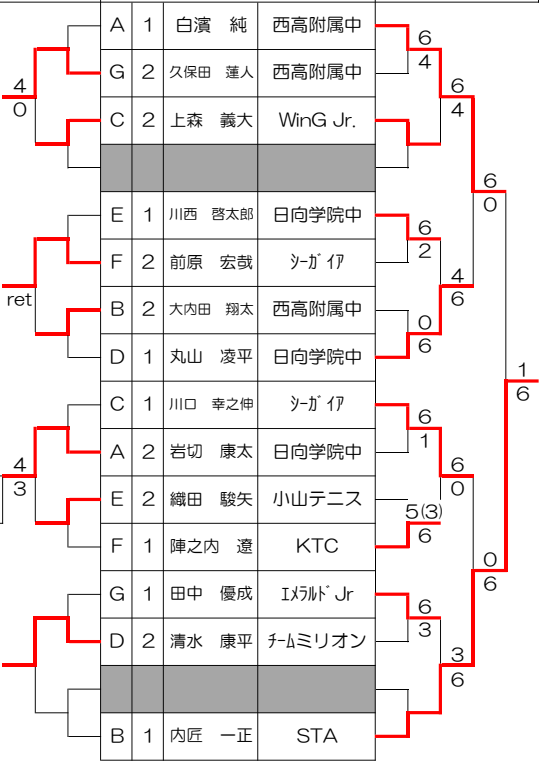 A 1 白濱 純 西高附属中
6
4
G 2 久保田 蓮人 西高附属中
4
0
6
4
C 2 上森 義大 WinG Jr.
6
0
E 1 川西 啓太郎 日向学院中
6
2
F 2 前原 宏哉 シーガイア
ret
4
6
B 2 大内田 翔太 西高附属中
0
6
D 1 丸山 凌平 日向学院中
1
6
C 1 川口 幸之伸 シーガイア
6
1
A 2 岩切 康太 日向学院中
4
3
6
0
E 2 織田 駿矢 小山テニス
5(3)
6
F 1 陣之内 遼 KTC
0
6
G 1 田中 優成 エメラルドJr
6
3
D 2 清水 康平 チームミリオン
3
6
B 1 内匠 一正 STA